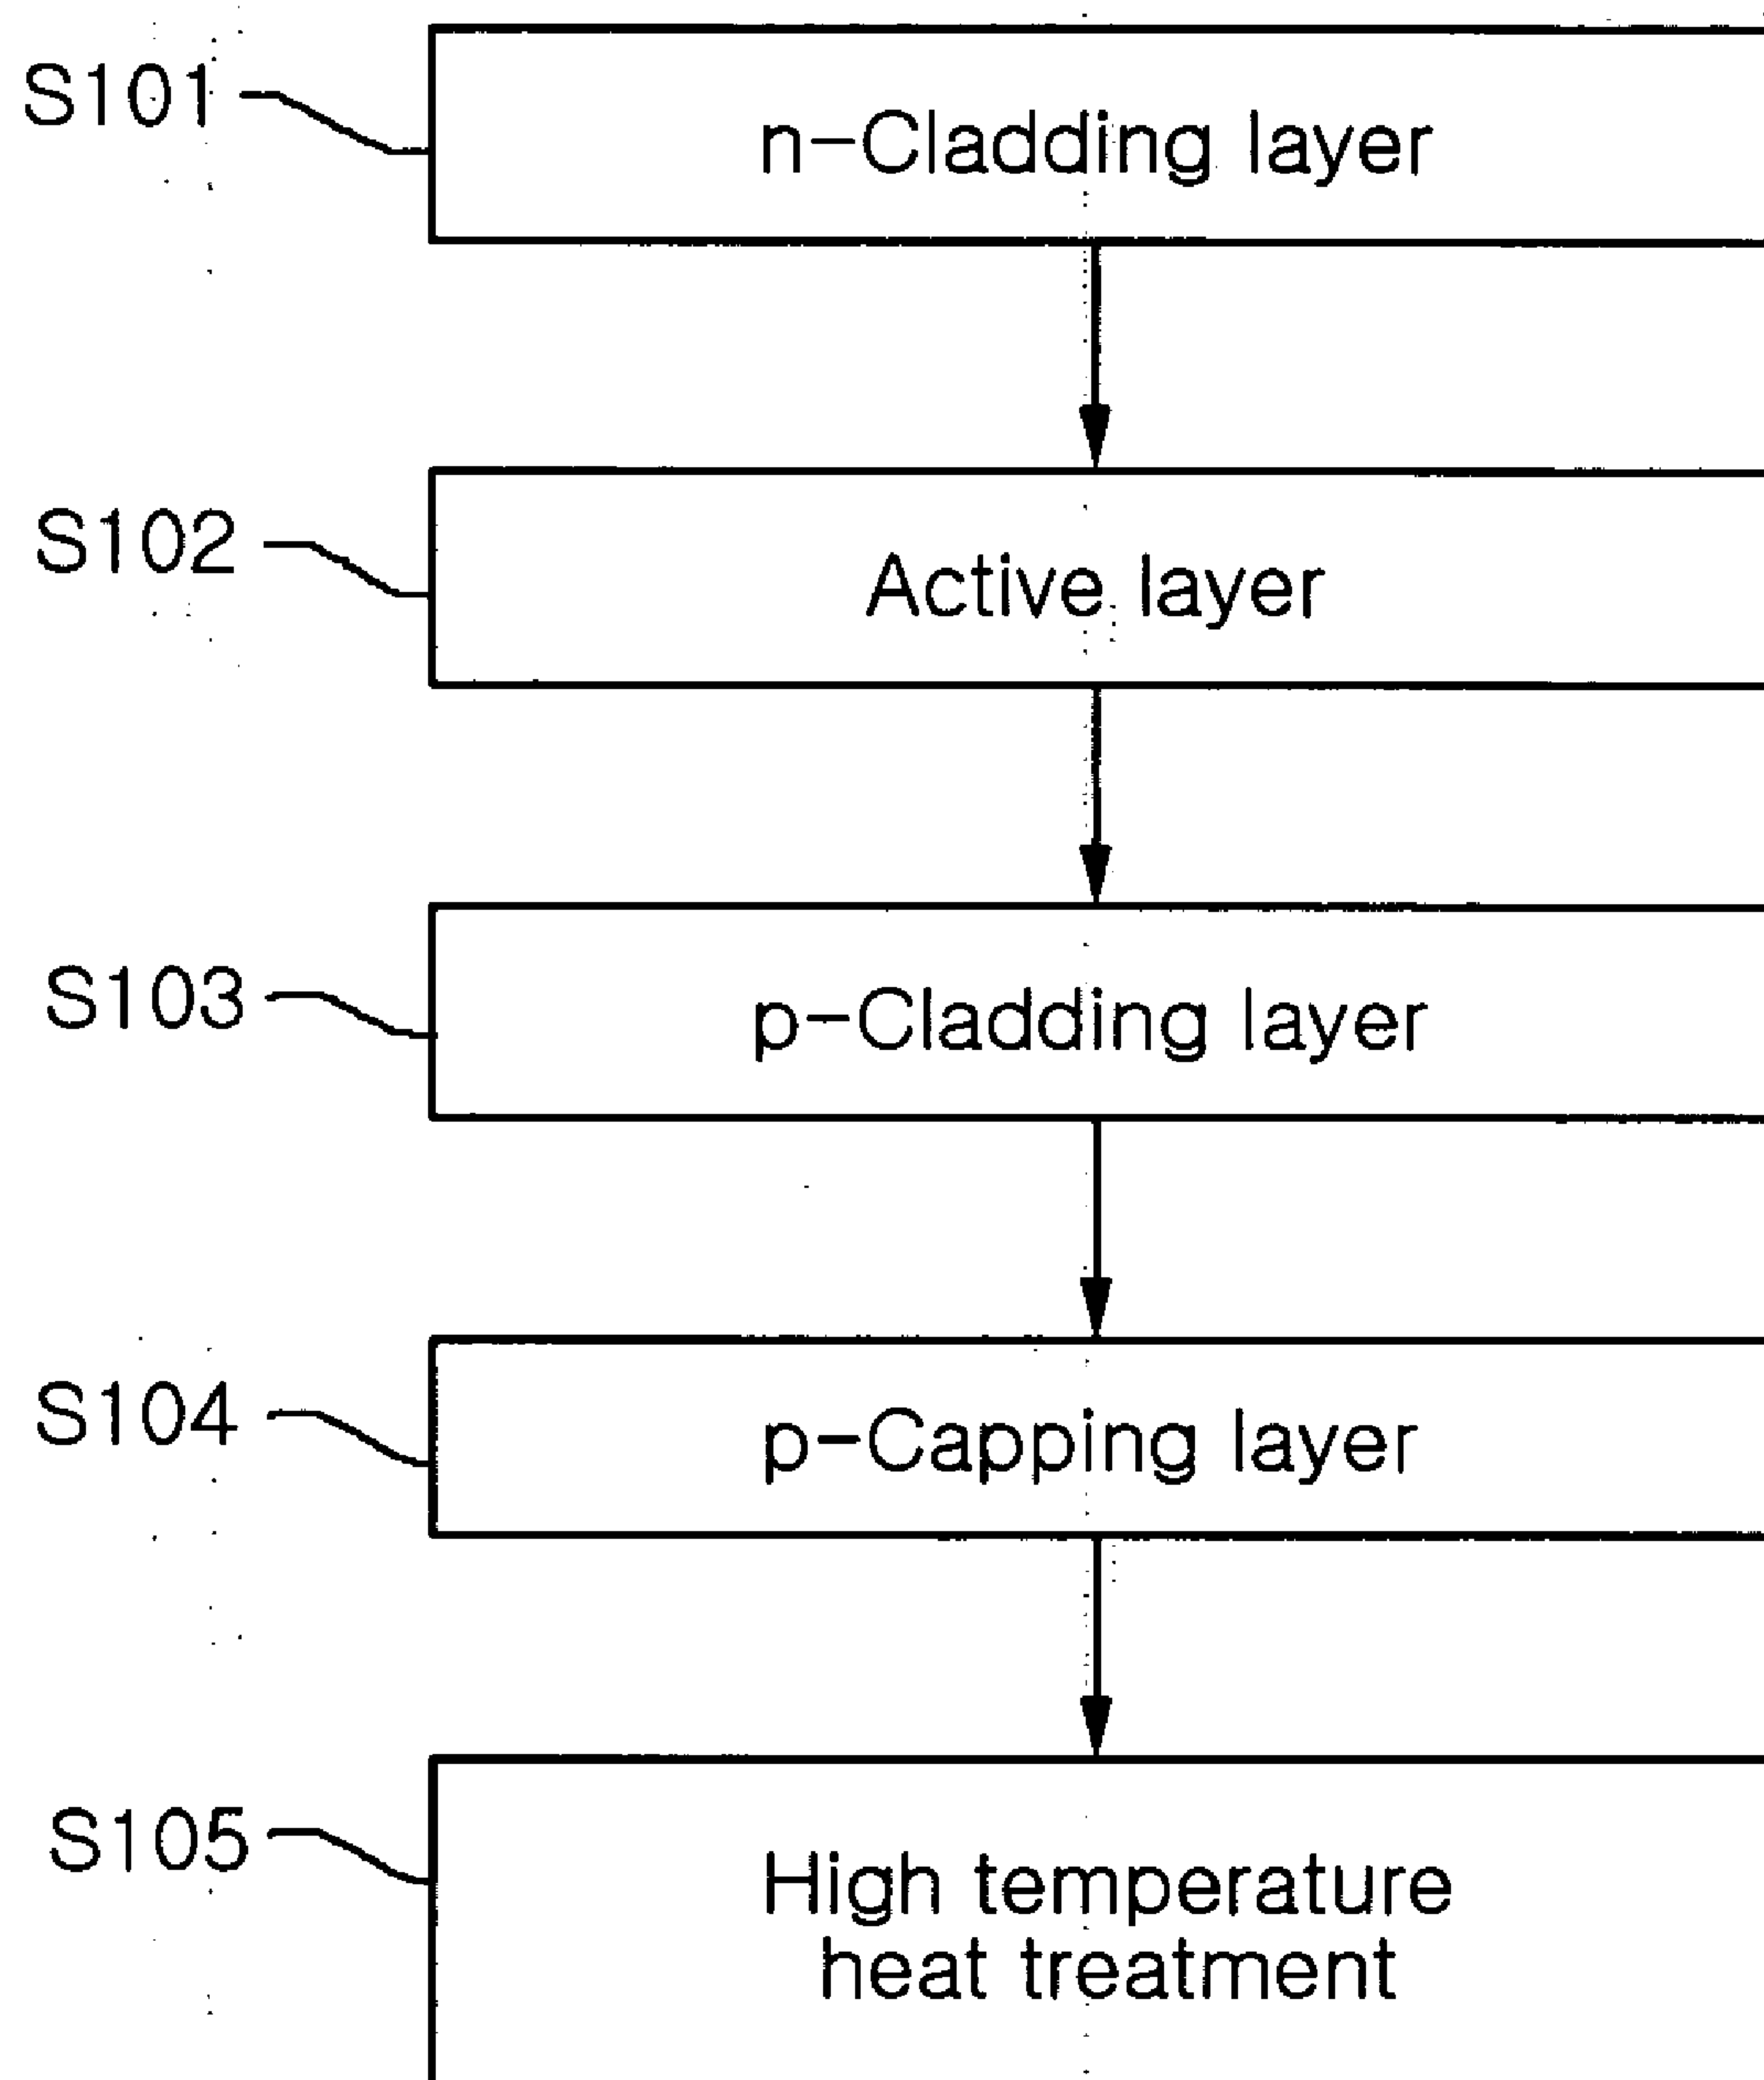 S101
n-Cladding layer
S102
Active layer
S103
p-Cladding layer
S104
p-Capping layer
S105
High temperature
heat treatment